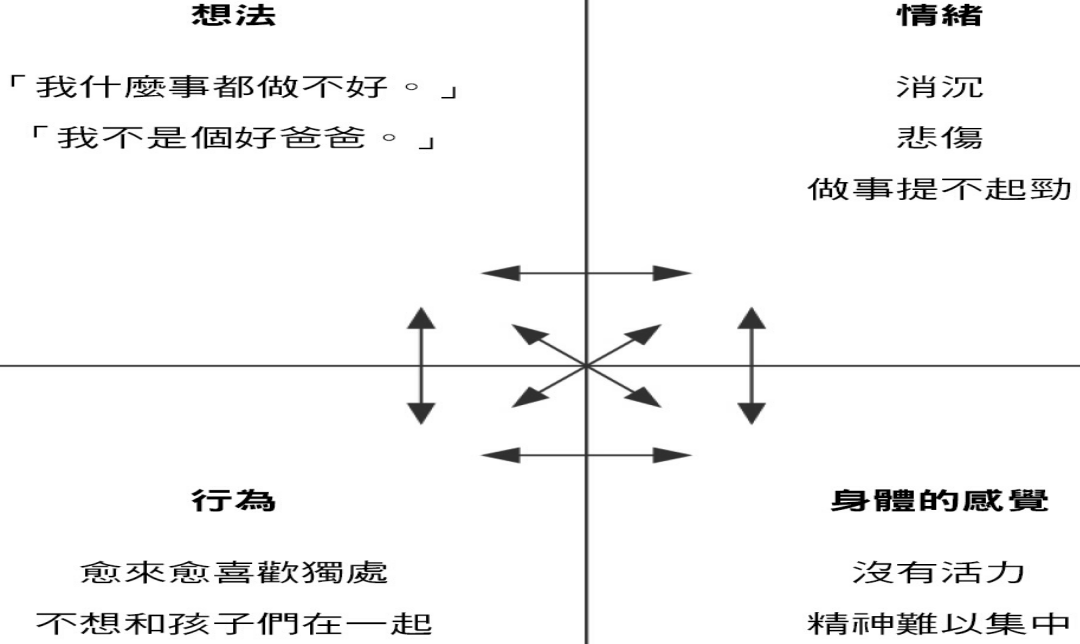 想法
「我什麼事都做不好。」
「我不是個好爸爸。」
情緒
消沉
悲傷
做事提不起勁
行為
愈來愈喜歡獨處
不想和孩子們在一起
身體的感覺
沒有活力
精神難以集中